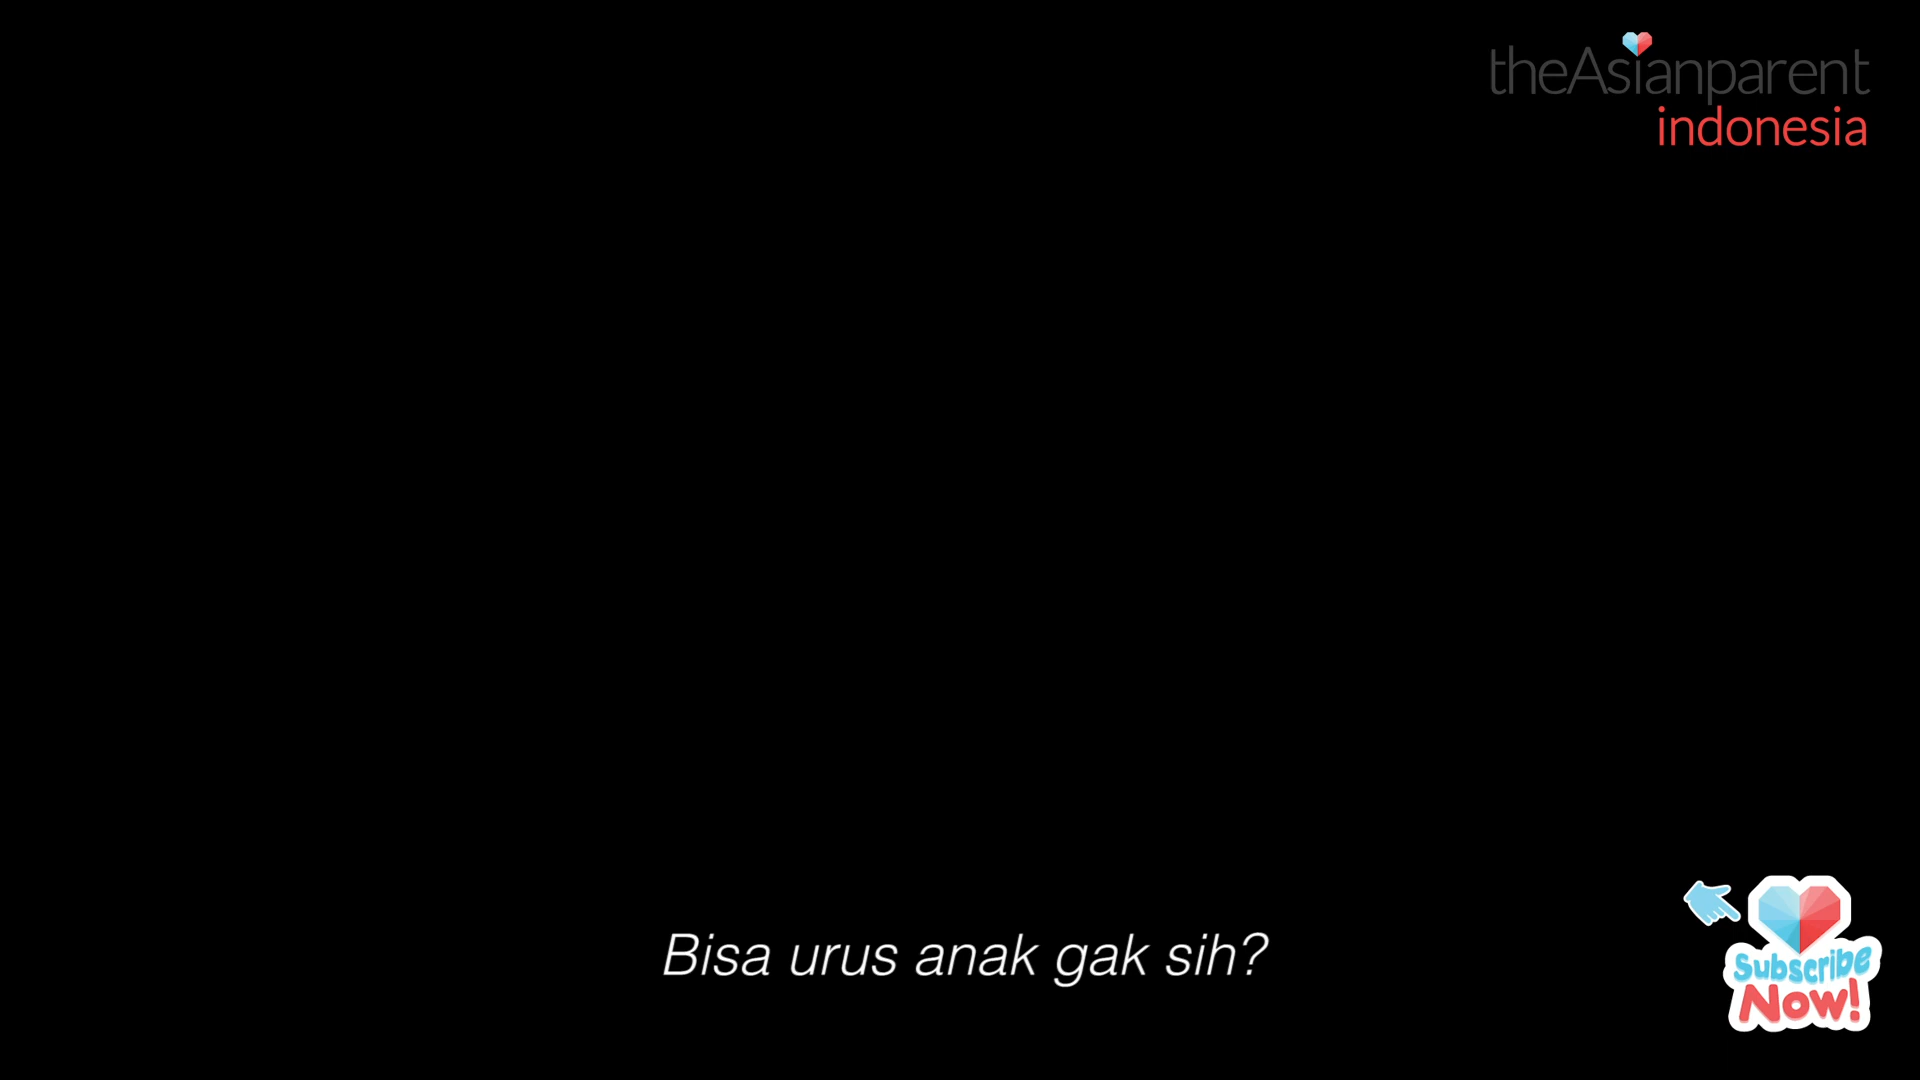 theAsianparent
indonesia
Bisa urus anak gak sih?
Subscribe
Now!